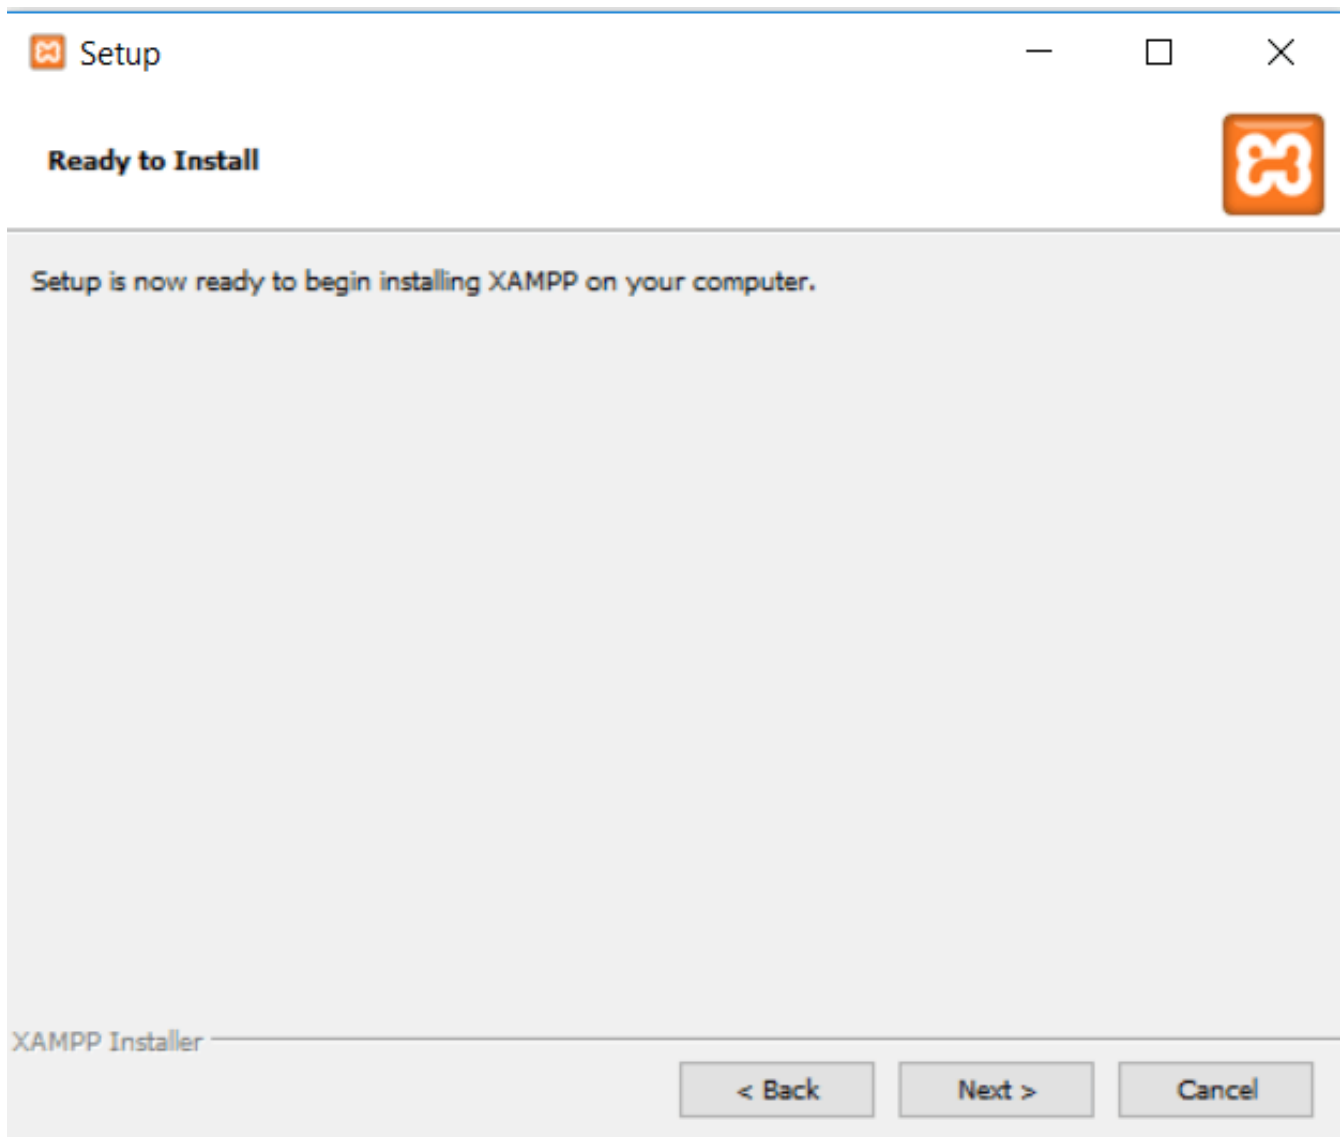 Setup
Ready to Install
Setup is now ready to begin installing XAMPP on your computer.
XAMPP Installer
< Back
Next >
Cancel